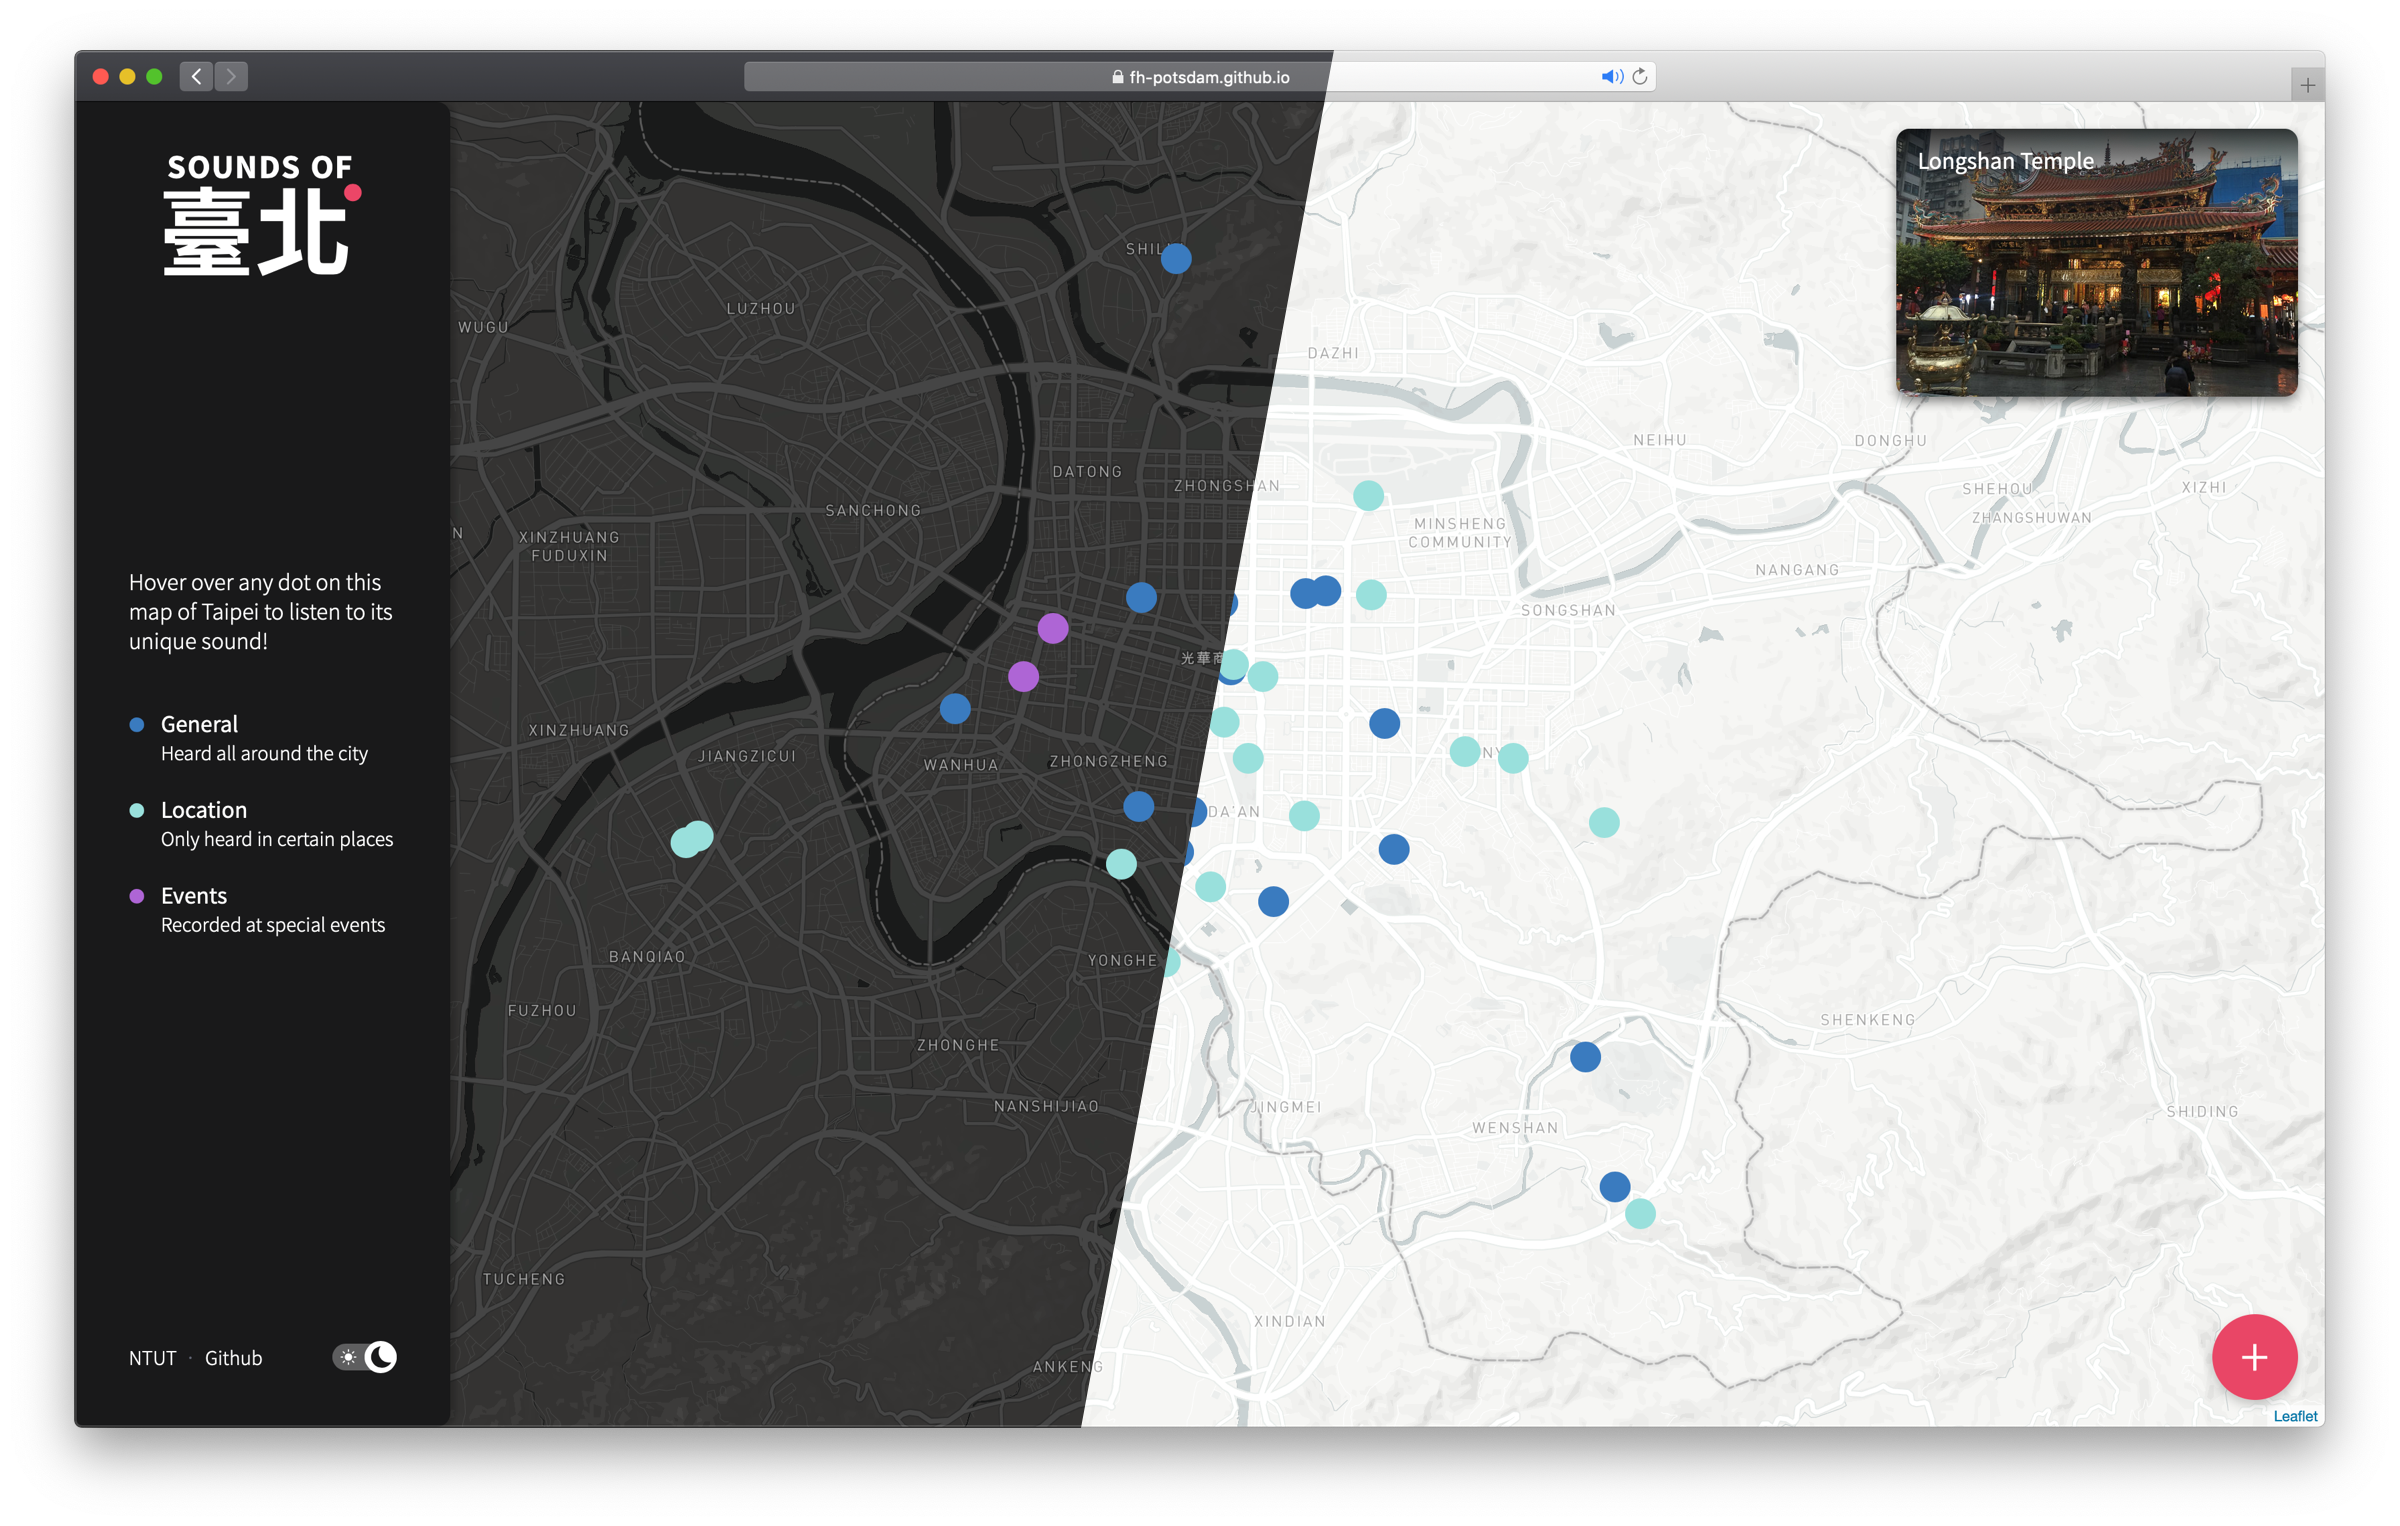 fh-potsdam.github.io
SOUNDS OF
臺北
Hover over any dot on this
map of Taipei to listen to its
unique sound!
General
Heard all around the city
Location
Only heard in certain places
Events
Recorded at special events
NTUT · Github
Longshan Temple
LUZHOU
WUGU
DAZHI
NEIHU
DONGHU
DATONG
ZHONGSHAN
SHEHOU
XIZHI
SANCHONG
ZHANGSHUWAN
MINSHENG
COMMUNITY
XINZHUANG
FUDUXIN
NANGANG
SONGSHAN
光華商
XINZHUANG
JIANGZICUI
WANHUA
ZHONGZHENG
DA'AN
BANQIAO
YONGHE
FUZHOU
SHENKENG
ZHONGHE
NANSHIJIAO
JINGMEI
WENSHAN
SHIDING
TUCHENG
XINDIAN
ANKENG
Leaflet